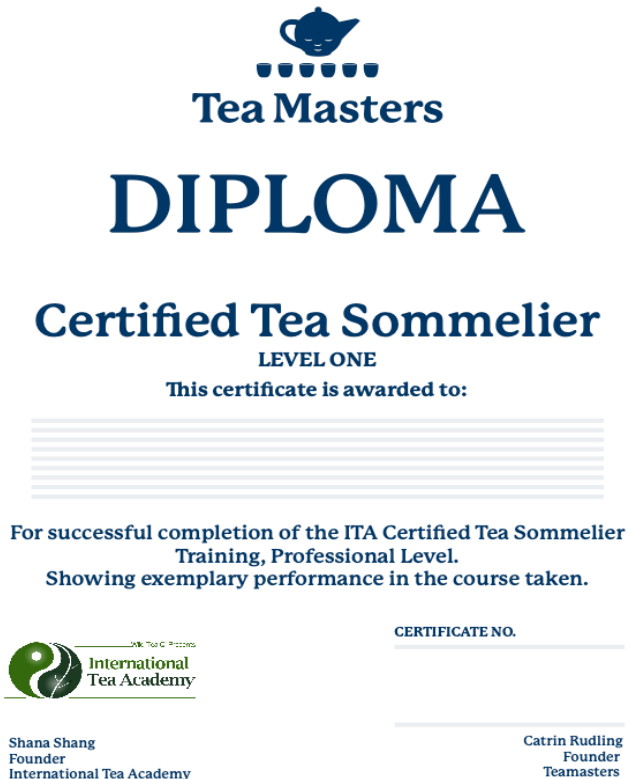 Tea Masters
DIPLOMA
Certified Tea Sommelier
LEVEL ONE
This certificate is awarded to:
For successful completion of the ITA Certified Tea Sommelier
Training, Professional Level.
Showing exemplary performance in the course taken.
CERTIFICATE NO.
Presents
International
Tea Academy
Shana Shang
Founder
International Tea Academy
Catrin Rudling
Founder
Teamasters